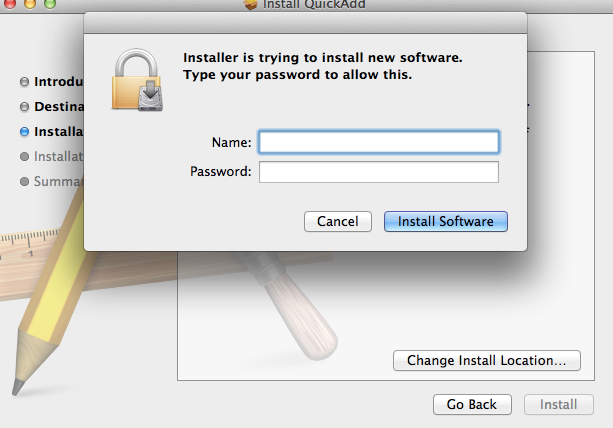 Install QuickAdd
Installer is trying to install new software.
Type your password to allow this.
Introdu
Destina
Installa
Installat
Summa
Name:
Password:
Cancel
Install Software
Change Install Location...
Go Back
Install